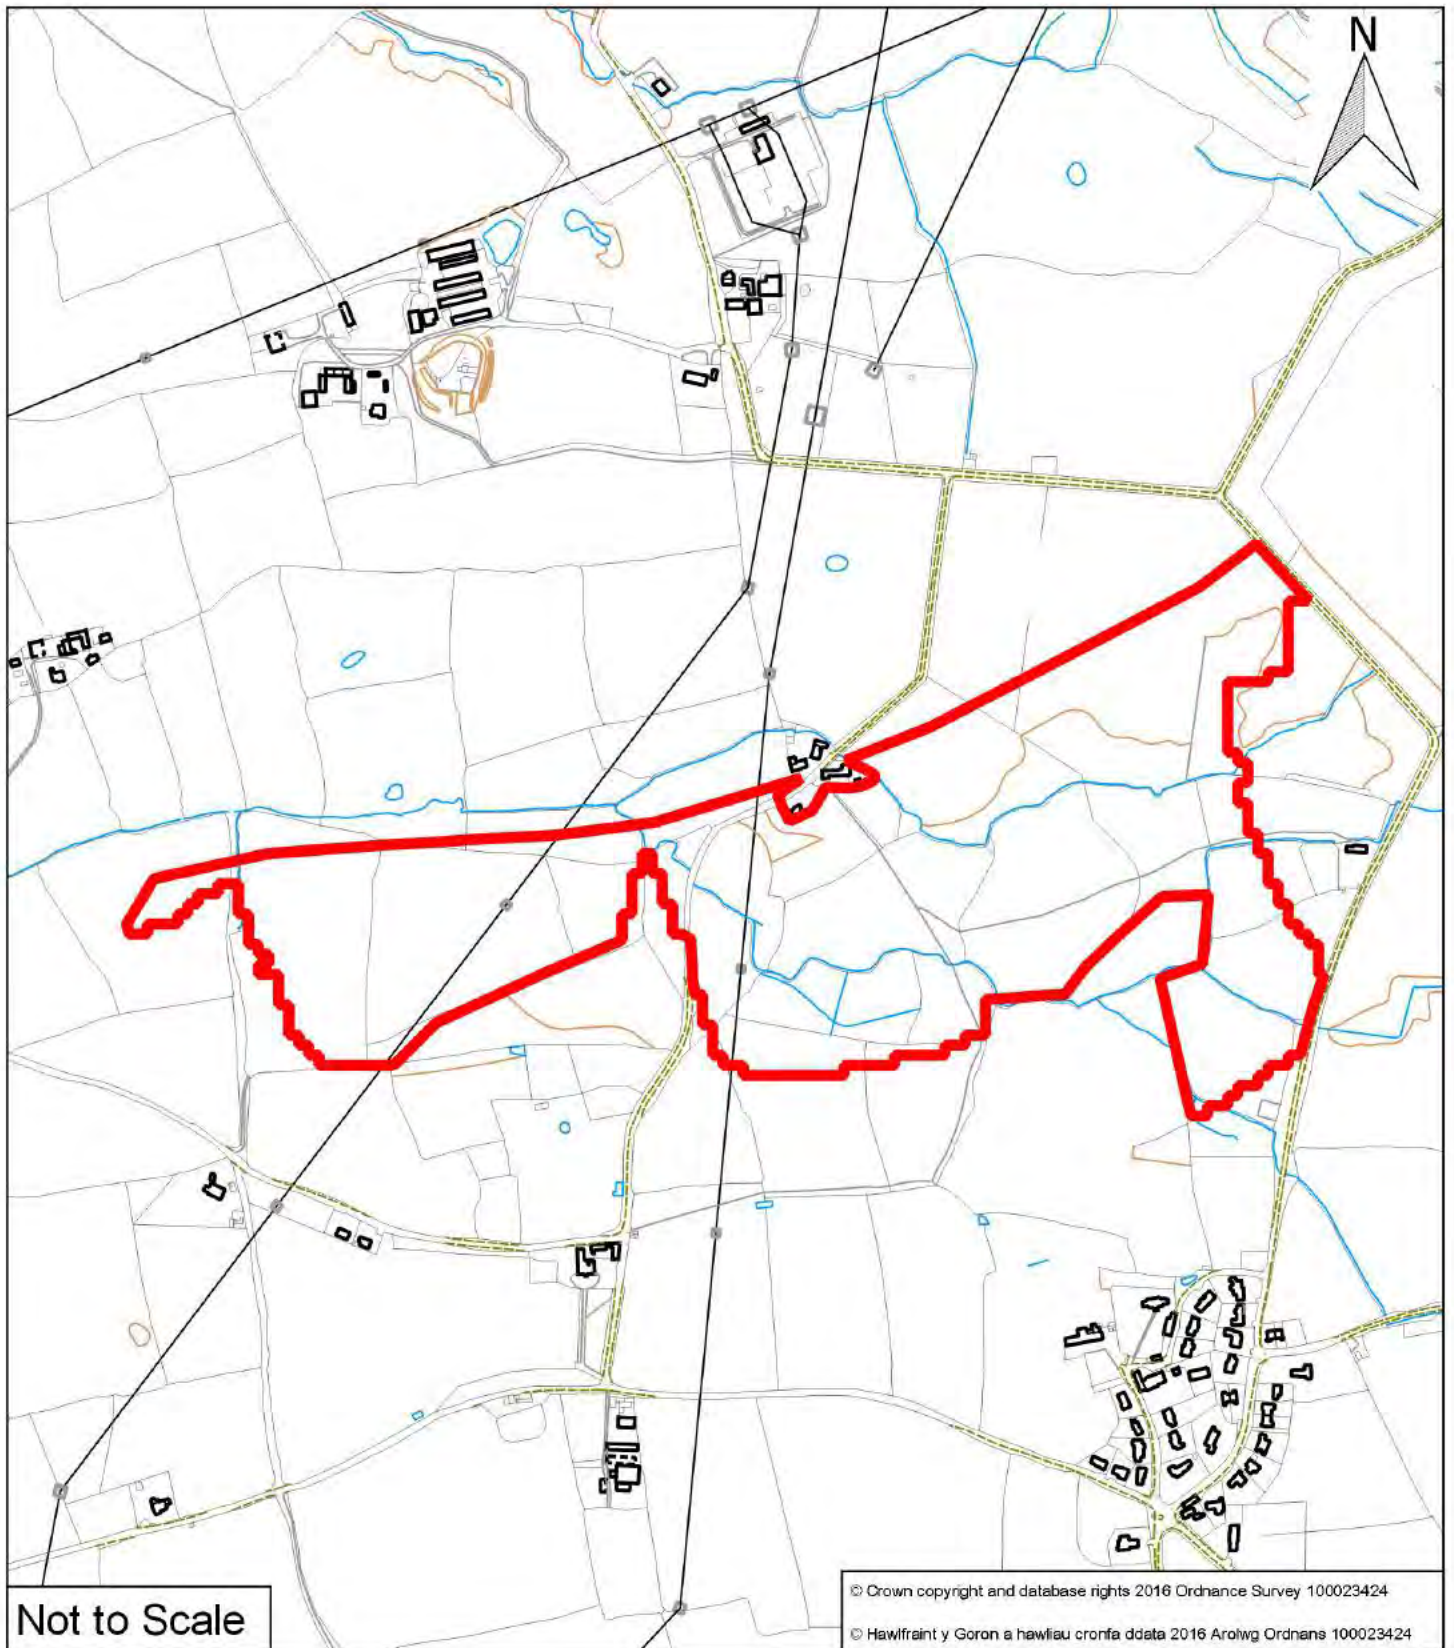 N
Not to Scale
© Crown copyright and database rights 2016 Ordnance Survey 100023424
© Hawlfraint y Goron a hawliau cronfa ddata 2016 Arolwg Ordnans 100023424